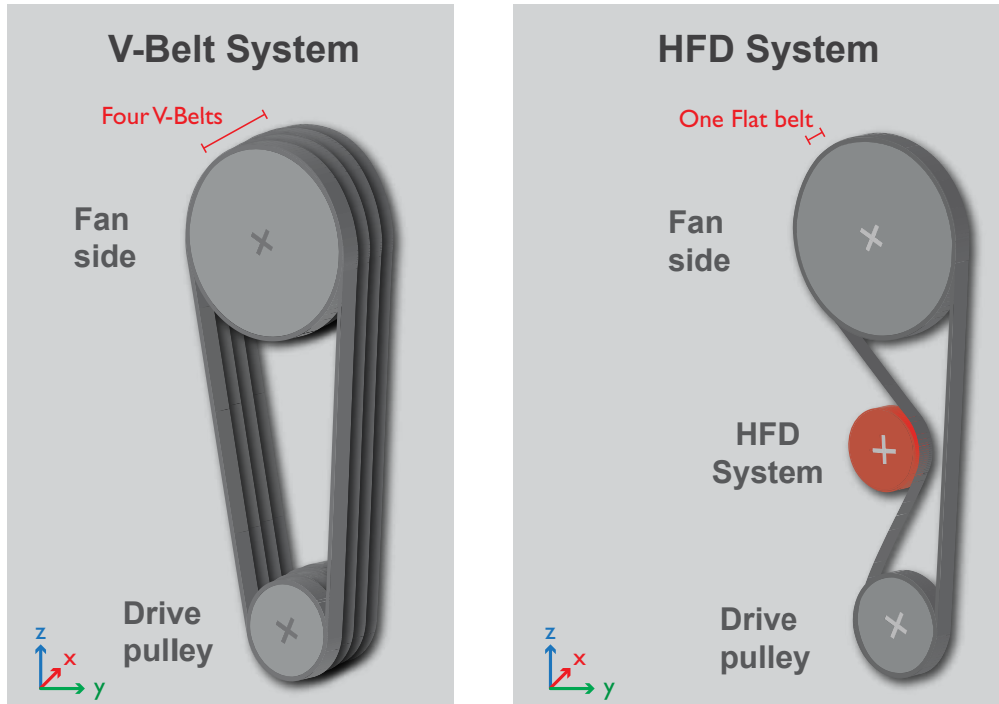 V-Belt System
Four V-Belts
Fan
side
Drive
pulley
z
x
y
HFD System
One Flat belt
Fan
side
HFD
System
Drive
pulley
z
x
y